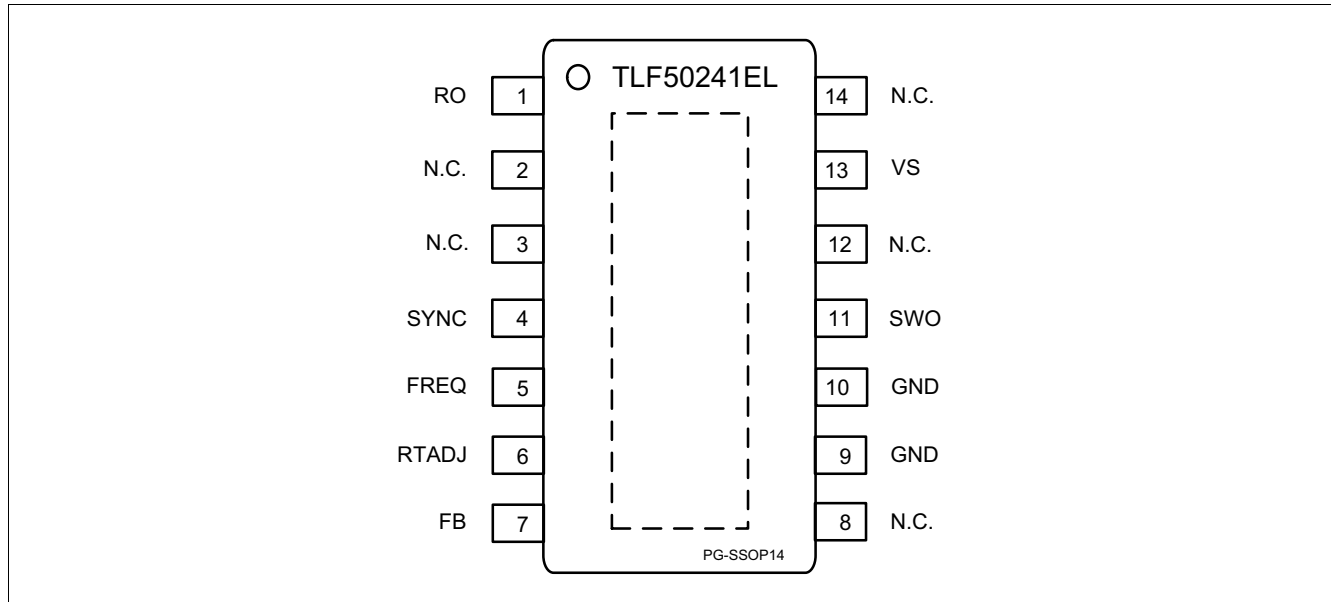 TLF50241EL
RO 1 14 N.C.
N.C. 2 13 VS
N.C. 3 12 N.C.
SYNC 4 11 SWO
FREQ 5 10 GND
RTADJ 6 9 GND
FB 7 8 N.C.
PG-SSOP14